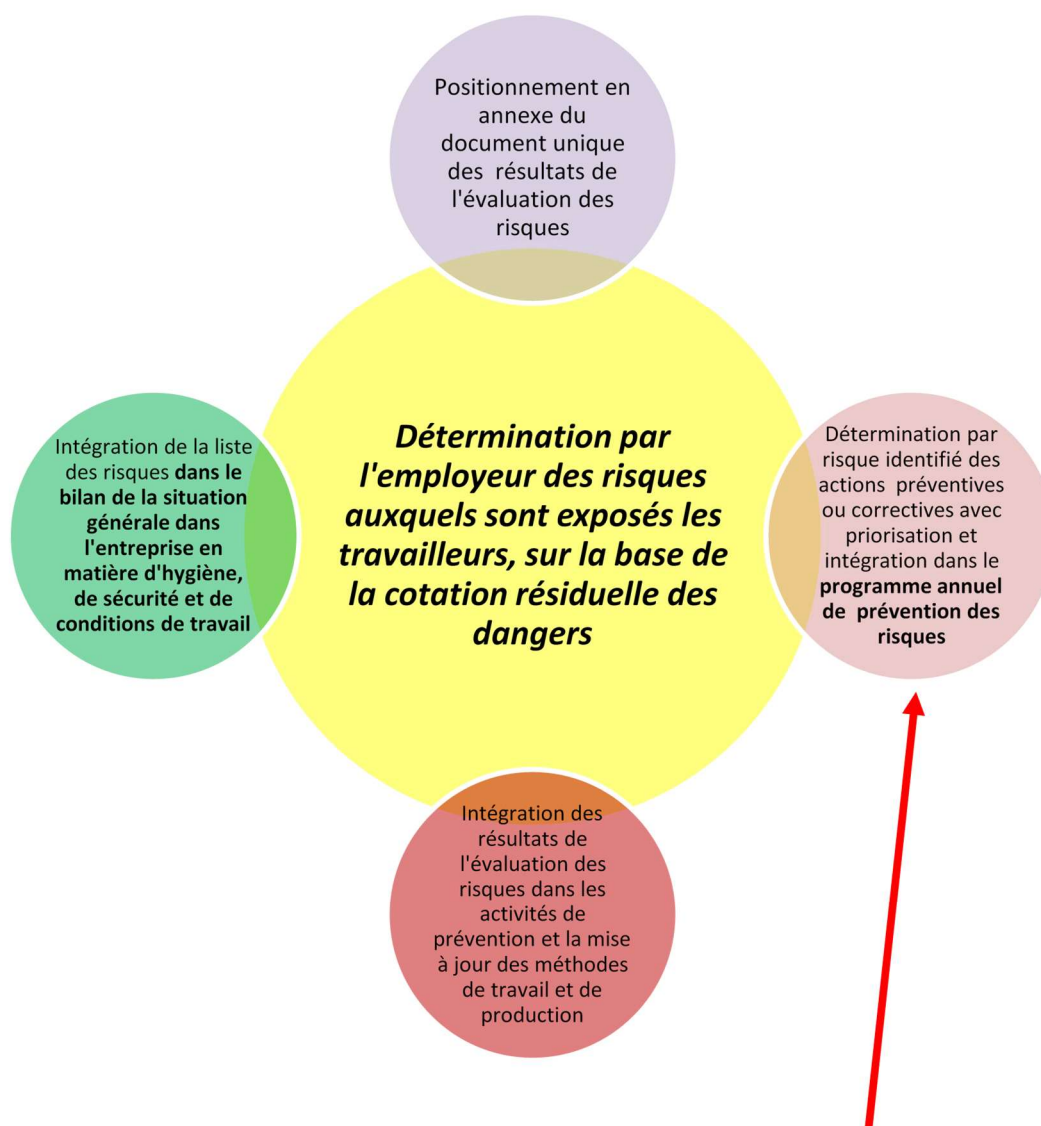 Positionnement en
annexe du
document unique
des résultats de
l'évaluation des
risques
Intégration de la liste
des risques dans le
bilan de la situation
générale dans
l'entreprise en
matière d'hygiène,
de sécurité et de
conditions de travail
Détermination par
l'employeur des risques
auxquels sont exposés les
travailleurs, sur la base de
la cotation résiduelle des
dangers
Détermination par
risque identifié des
actions préventives
ou correctives avec
priorisation et
intégration dans le
programme annuel
de prévention des
risques
Intégration des
résultats de
l'évaluation des
risques dans les
activités de
prévention et la mise
à jour des méthodes
de travail et de
production